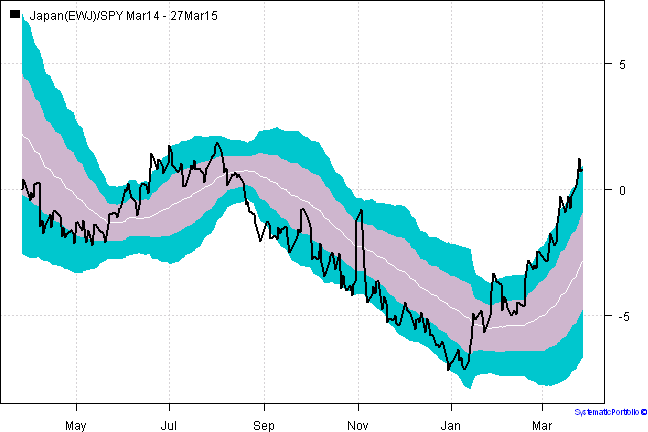 Japan(EWJ)/SPY Mar14 - 27Mar15
5
0
-5
May Jul Sep Nov Jan Mar
SystematicPortfolio ©